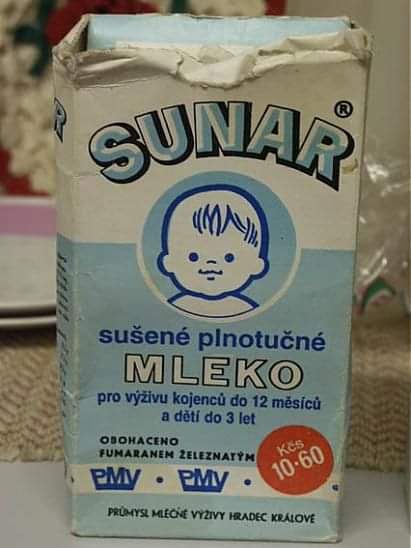 SUNAR®
sušené plnotučné
MLÉKO
pro výživu kojenců do 12 měsíců
a dětí do 3 let
OBOHACENO
FUMARANEM ŽELEZNATÝM
Kčs
10·60
PMV · PMV ·
PRŮMYSL MLÉČNÉ VÝŽIVY HRADEC KRÁLOVÉ